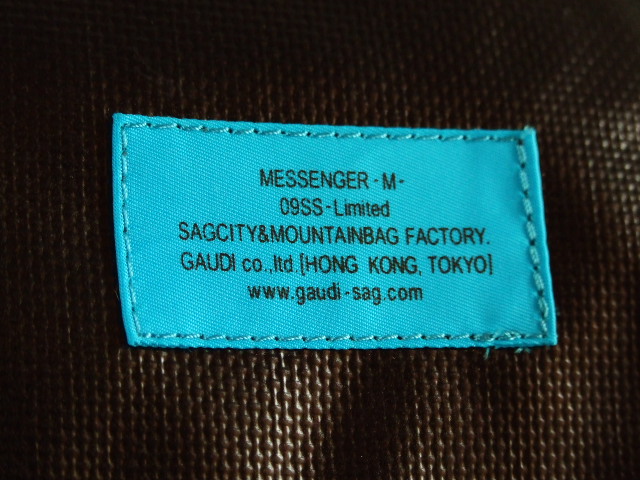 MESSENGER - M -
09SS - Limited
SAGCITY&MOUNTAINBAG FACTORY.
GAUDI co.,ltd.[HONG KONG, TOKYO]
www.gaudi-sag.com